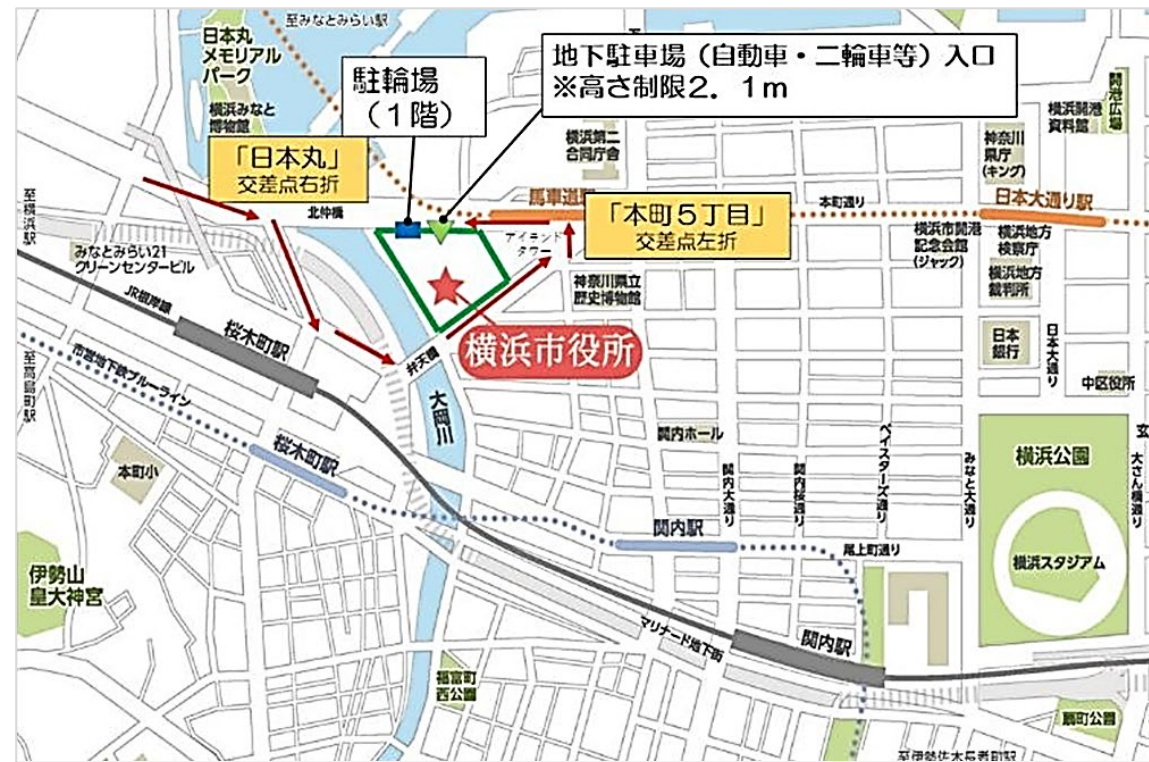 至みなとみらい駅
日本丸
メモリアル
パーク
横浜みなと
博物館
駐輪場
（１階）
地下駐車場（自動車・二輪車等）入口
※高さ制限２．１ｍ
横浜第二
合同庁舎
開港広場
横浜開港
資料館
神奈川
県庁
(キング)
「日本丸」
交差点右折
至横浜駅
北仲橋
馬車道駅
本町通り
日本大通り駅
「本町５丁目」
交差点左折
アイランド
タワー
横浜市開港
記念会館
(ジャック)
横浜地方
検察庁
横浜地方
裁判所
みなとみらい21
クリーンセンタービル
神奈川県立
歴史博物館
JR根岸線
桜木町駅
横浜市役所
弁天橋
日本
銀行
日本大通り
中区役所
至高島町駅
市営地下鉄ブルーライン
大岡川
桜木町駅
本町小
関内ホール
関内大通り
関内桜通り
ベイスターズ通り
みなと大通り
横浜公園
玄
大さん橋通り
関内駅
尾上町通り
横浜スタジアム
伊勢山
皇大神宮
マリナード地下街
関内駅
福富町
西公園
扇町公園
至伊勢佐木長者町駅